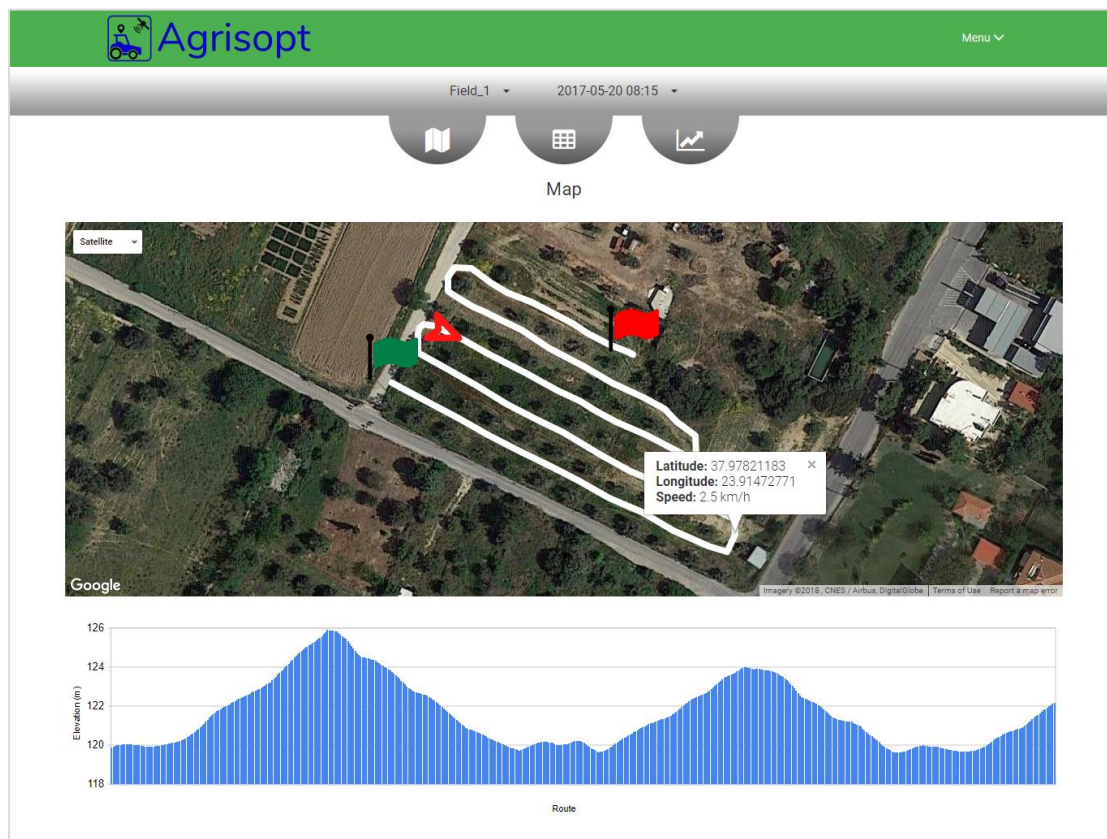 Agrisopt
Menu
Field_1
2017-05-20 08:15
Map
Satellite
Latitude: 37.97821183
Longitude: 23.91472771
Speed: 2.5 km/h
Google
Imagery ©2018 , CNES / Airbus, DigitalGlobe
Terms of Use
Report a map error
126
124
122
120
118
Elevation (m)
Route